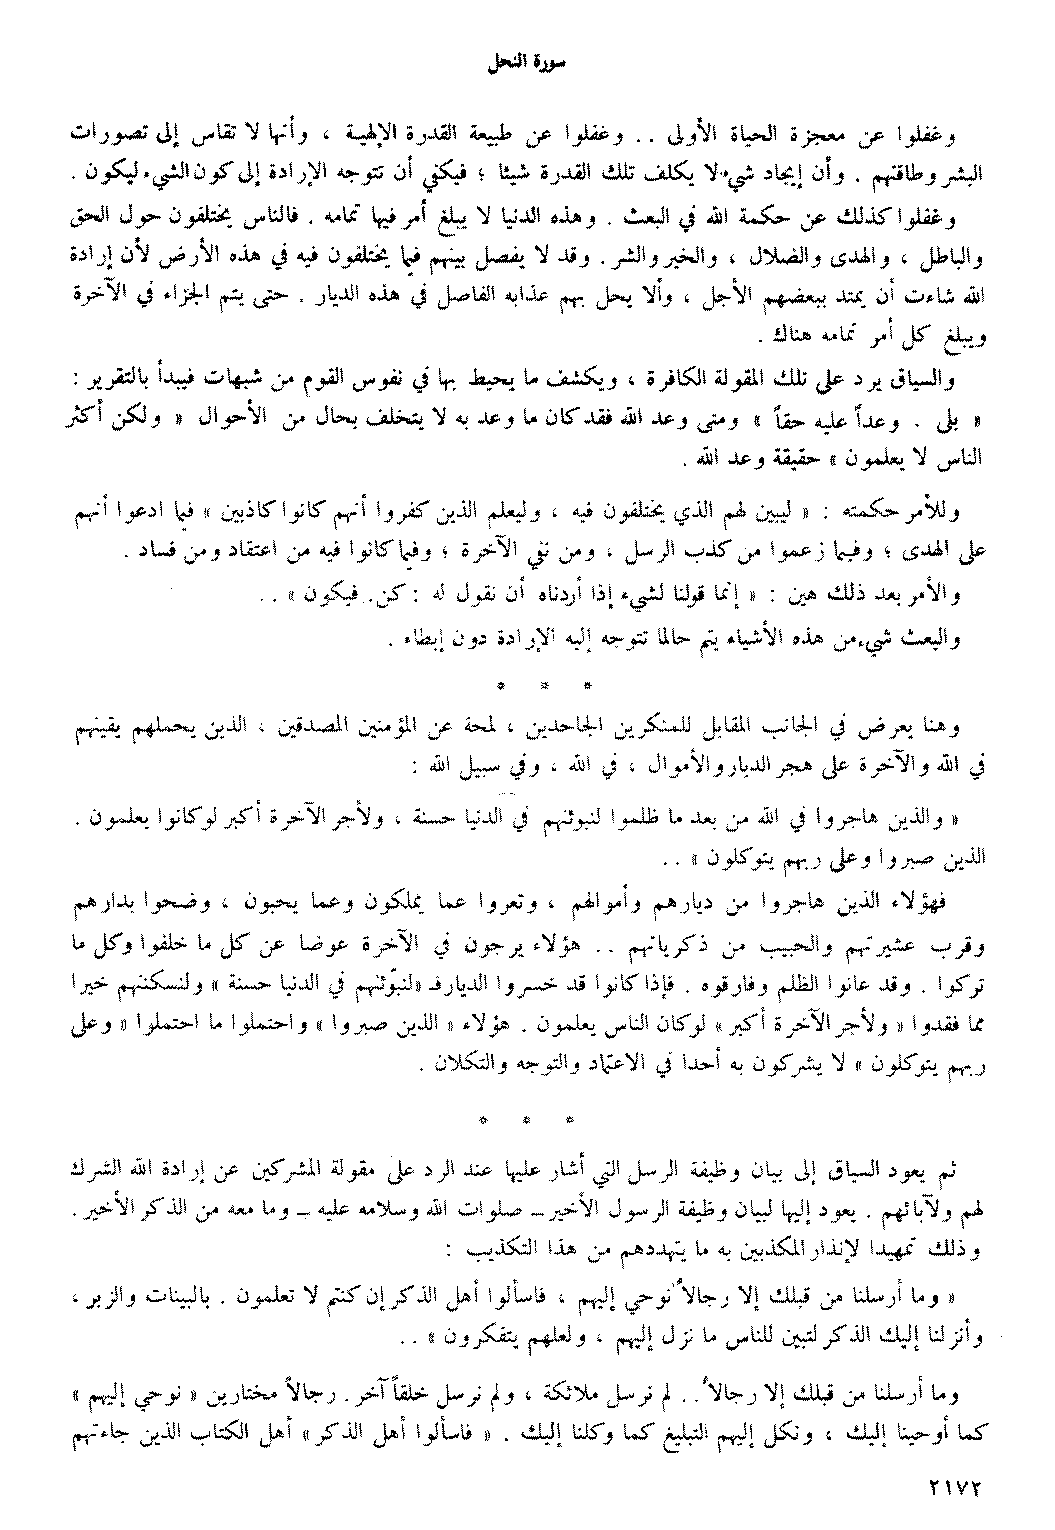 سورة النحل
وغفلوا عن معجزة الحياة الأولى .. وغفلوا عن طبيعة القدرة الإلهية ، وأنها لا تقاس إلى تصورات
البشر وطاقتهم . وأن إيجاد شيء لا يكلف تلك القدرة شيئا ؛ فيكفي أن تتوجه الإرادة إلى كون الشيء ليكون .
وغفلوا كذلك عن حكمة الله في البعث . وهذه الدنيا لا يبلغ أمر فيها تمامه . فالناس يختلفون حول الحق
والباطل ، والهدى والضلال ، والخير والشر . وقد لا يفصل بينهم فيما يختلفون فيه في هذه الأرض لأن إرادة
الله شاءت أن يمتد ببعضهم الأجل ، وألا يحل بهم عذابه الفاصل في هذه الديار . حتى يتم الجزاء في الآخرة
ويبلغ كل أمر تمامه هناك .
والسياق يرد على تلك المقولة الكافرة ، ويكشف ما يحيط بها في نفوس القوم من شبهات فيبدأ بالتقرير :
« بلى . وعداً عليه حقاً » ومتى وعد الله فقد كان ما وعد به لا يتخلف بحال من الأحوال « ولكن أكثر
الناس لا يعلمون » حقيقة وعد الله .
وللأمر حكمته : « ليبين لهم الذي يختلفون فيه ، وليعلم الذين كفروا أنهم كانوا كاذبين » فيما ادعوا أنهم
على الهدى ؛ وفيما زعموا من كذب الرسل ، ومن نفي الآخرة ؛ وفيما كانوا فيه من اعتقاد ومن فساد .
والأمر بعد ذلك هين : « إنما قولنا لشيء إذا أردناه أن نقول له : كن. فيكون » ..
والبعث شيء من هذه الأشياء يتم حالما تتوجه إليه الإرادة دون إبطاء .
* * *
وهنا يعرض في الجانب المقابل للمنكرين الجاحدين ، لمحة عن المؤمنين المصدقين ، الذين يحملهم يقينهم
في الله والآخرة على هجر الديار والأموال ، في الله ، وفي سبيل الله :
« والذين هاجروا في الله من بعد ما ظلموا لنبوئنهم في الدنيا حسنة ، ولأجر الآخرة أكبر لو كانوا يعلمون .
الذين صبروا وعلى ربهم يتوكلون » ..
فهؤلاء الذين هاجروا من ديارهم وأموالهم ، وتعروا عما يملكون وعما يحبون ، وضحوا بدارهم
وقرب عشيرتهم والحبيب من ذكرياتهم .. هؤلاء يرجون في الآخرة عوضا عن كل ما خلفوا وكل ما
تركوا . وقد عانوا الظلم وفارقوه . فإذا كانوا قد خسروا الديار فـ «لنبوّئنهم في الدنيا حسنة » ولنسكننهم خيرا
مما فقدوا « ولأجر الآخرة أكبر » لو كان الناس يعلمون . هؤلاء « الذين صبروا » واحتملوا ما احتملوا « وعلى
ربهم يتوكلون » لا يشركون به أحدا في الاعتماد والتوجه والتكلان .
* * *
ثم يعود السياق إلى بيان وظيفة الرسل التي أشار عليها عند الرد على مقولة المشركين عن إرادة الله الشرك
لهم ولآبائهم . يعود إليها لبيان وظيفة الرسول الأخير – صلوات الله وسلامه عليه – وما معه من الذكر الأخير .
وذلك تمهيدا لإنذار المكذبين به ما يتهددهم من هذا التكذيب :
« وما أرسلنا من قبلك إلا رجالاً نوحي إليهم ، فاسألوا أهل الذكر إن كنتم لا تعلمون . بالبينات والزبر ،
وأنزلنا إليك الذكر لتبين للناس ما نزل إليهم ، ولعلهم يتفكرون » ..
وما أرسلنا من قبلك إلا رجالاً .. لم نرسل ملائكة ، ولم نرسل خلقاً آخر . رجالاً مختارين « نوحي إليهم »
كما أوحينا إليك ، ونكل إليهم التبليغ كما وكلنا إليك . « فاسألوا أهل الذكر » أهل الكتاب الذين جاءتهم
٢١٧٢